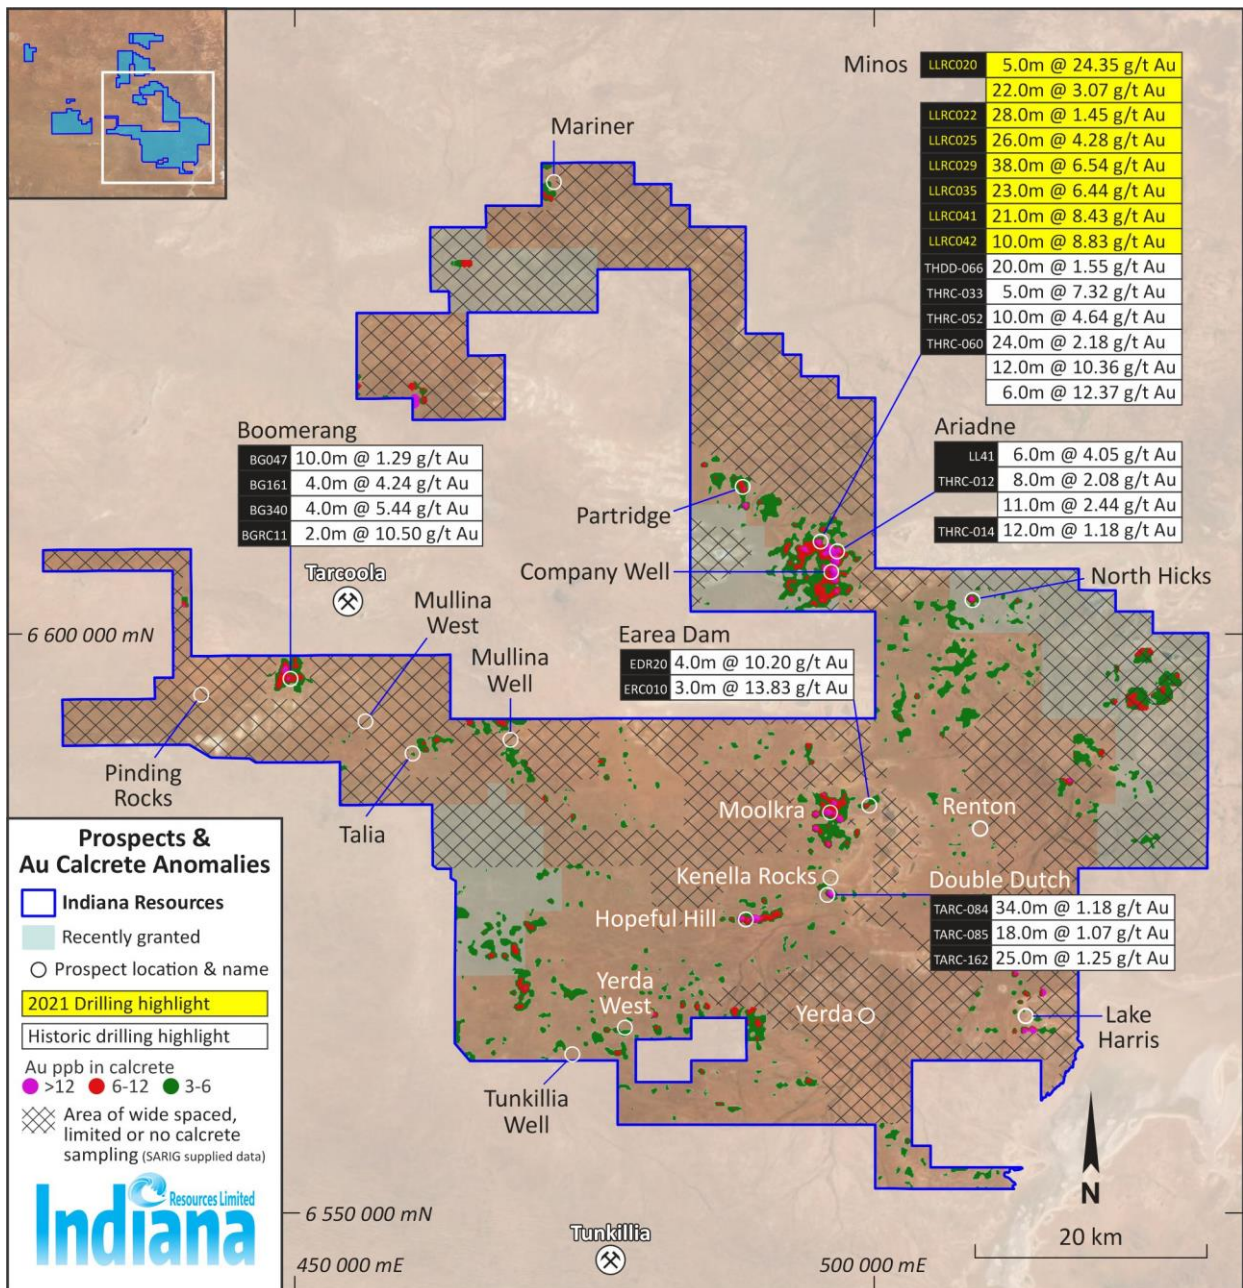 Minos
LLRC020 5.0m @ 24.35 g/t Au
22.0m @ 3.07 g/t Au
LLRC022 28.0m @ 1.45 g/t Au
LLRC025 26.0m @ 4.28 g/t Au
LLRC029 38.0m @ 6.54 g/t Au
LLRC035 23.0m @ 6.44 g/t Au
LLRC041 21.0m @ 8.43 g/t Au
LLRC042 10.0m @ 8.83 g/t Au
THDD-066 20.0m @ 1.55 g/t Au
THRC-033 5.0m @ 7.32 g/t Au
THRC-052 10.0m @ 4.64 g/t Au
THRC-060 24.0m @ 2.18 g/t Au
12.0m @ 10.36 g/t Au
6.0m @ 12.37 g/t Au
Mariner
Ariadne
LL41 6.0m @ 4.05 g/t Au
THRC-012 8.0m @ 2.08 g/t Au
11.0m @ 2.44 g/t Au
THRC-014 12.0m @ 1.18 g/t Au
Boomerang
BG047 10.0m @ 1.29 g/t Au
BG161 4.0m @ 4.24 g/t Au
BG340 4.0m @ 5.44 g/t Au
BGRC11 2.0m @ 10.50 g/t Au
Partridge
Company Well
North Hicks
Tarcoola
Mullina
West
Mullina
Well
6 600 000 mN
Earea Dam
EDR20 4.0m @ 10.20 g/t Au
ERC010 3.0m @ 13.83 g/t Au
Pinding
Rocks
Talia
Moolkra
Renton
Kenella Rocks
Double Dutch
TARC-084 34.0m @ 1.18 g/t Au
TARC-085 18.0m @ 1.07 g/t Au
TARC-162 25.0m @ 1.25 g/t Au
Hopeful Hill
Yerda
West
Yerda
Lake
Harris
Tunkillia
Well
Prospects &
Au Calcrete Anomalies
Indiana Resources
Recently granted
Prospect location & name
2021 Drilling highlight
Historic drilling highlight
Au ppb in calcrete
>12 6-12 3-6
Area of wide spaced,
limited or no calcrete
sampling (SARIG supplied data)
Resources Limited
Indiana
6 550 000 mN
Tunkillia
450 000 mE
500 000 mE
N
20 km